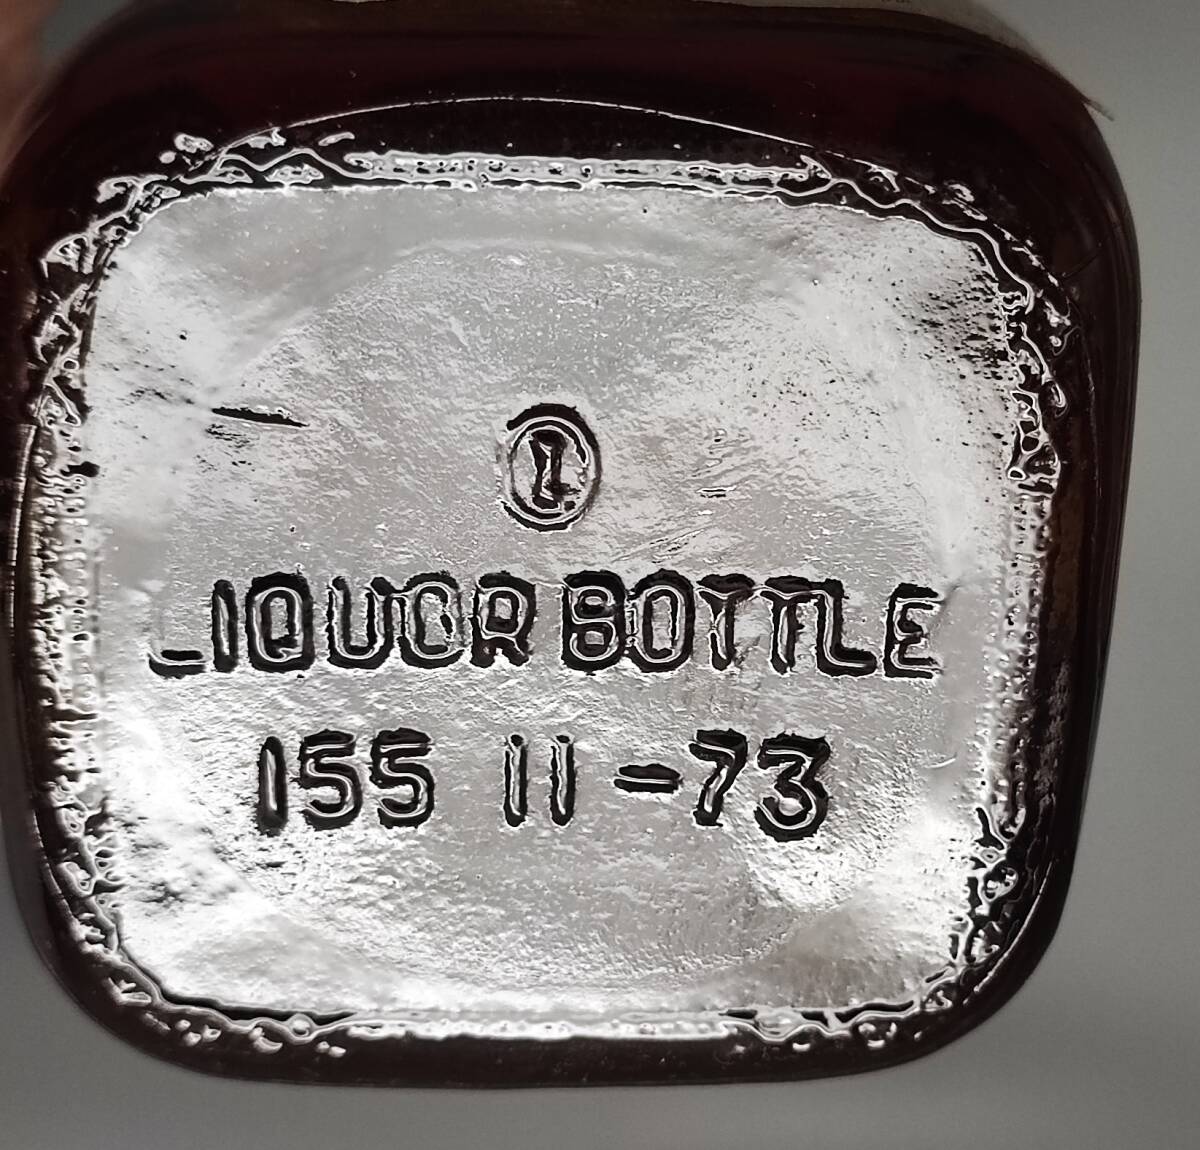 L
LIQUOR BOTTLE
155 11-73